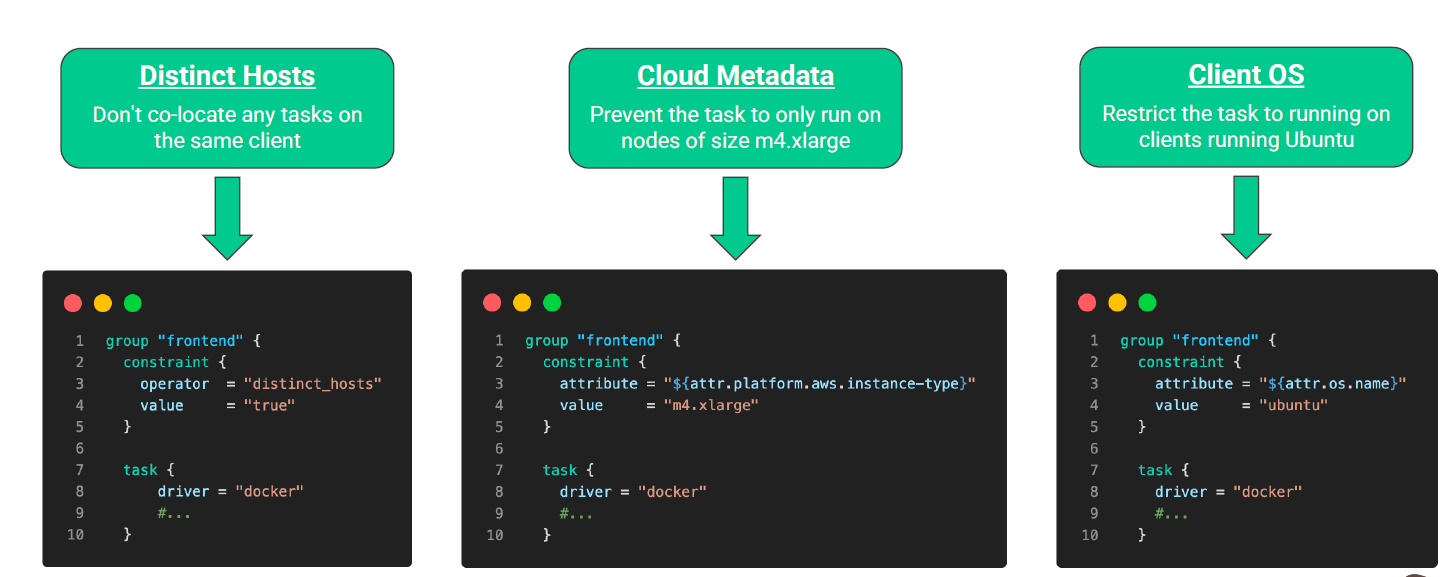 Distinct Hosts
Don't co-locate any tasks on
the same client
Cloud Metadata
Prevent the task to only run on
nodes of size m4.xlarge
Client OS
Restrict the task to running on
clients running Ubuntu
1 group "frontend" {
2 constraint {
3 operator = "distinct_hosts"
4 value = "true"
5 }
6
7 task {
8 driver = "docker"
9 #...
10 }
1 group "frontend" {
2 constraint {
3 attribute = "${attr.platform.aws.instance-type}"
4 value = "m4.xlarge"
5 }
6
7 task {
8 driver = "docker"
9 #...
10 }
1 group "frontend" {
2 constraint {
3 attribute = "${attr.os.name}"
4 value = "ubuntu"
5 }
6
7 task {
8 driver = "docker"
9 #...
10 }